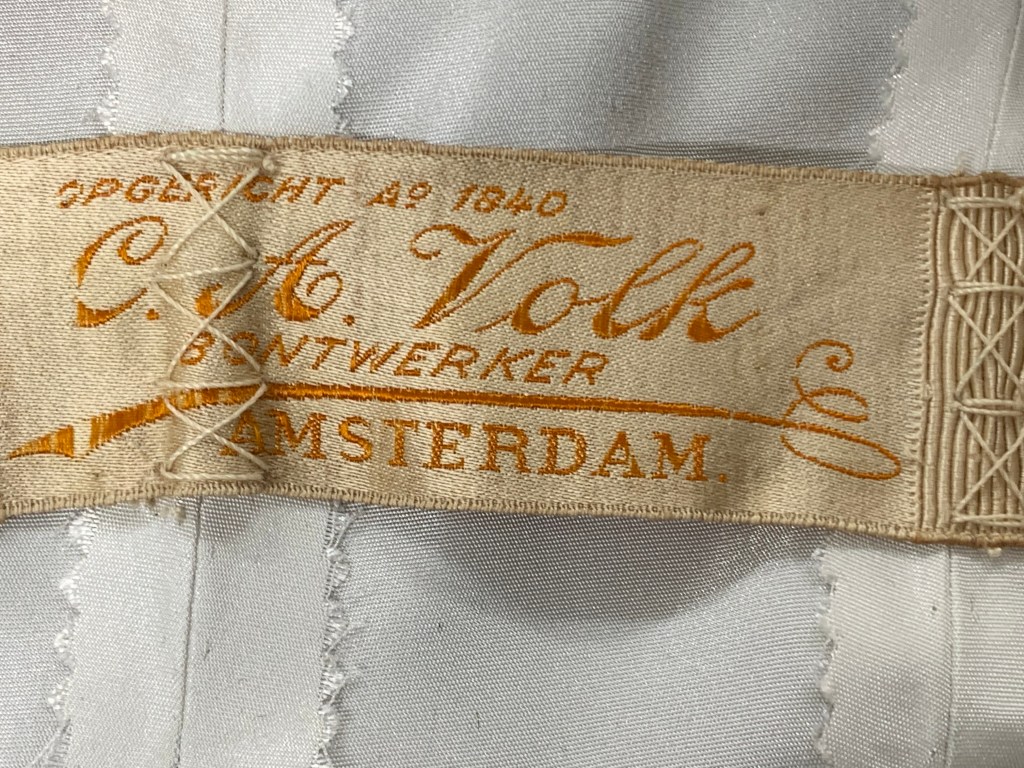 OPGERICHT Aº 1840
C. A. Volk
BONTWERKER
AMSTERDAM.